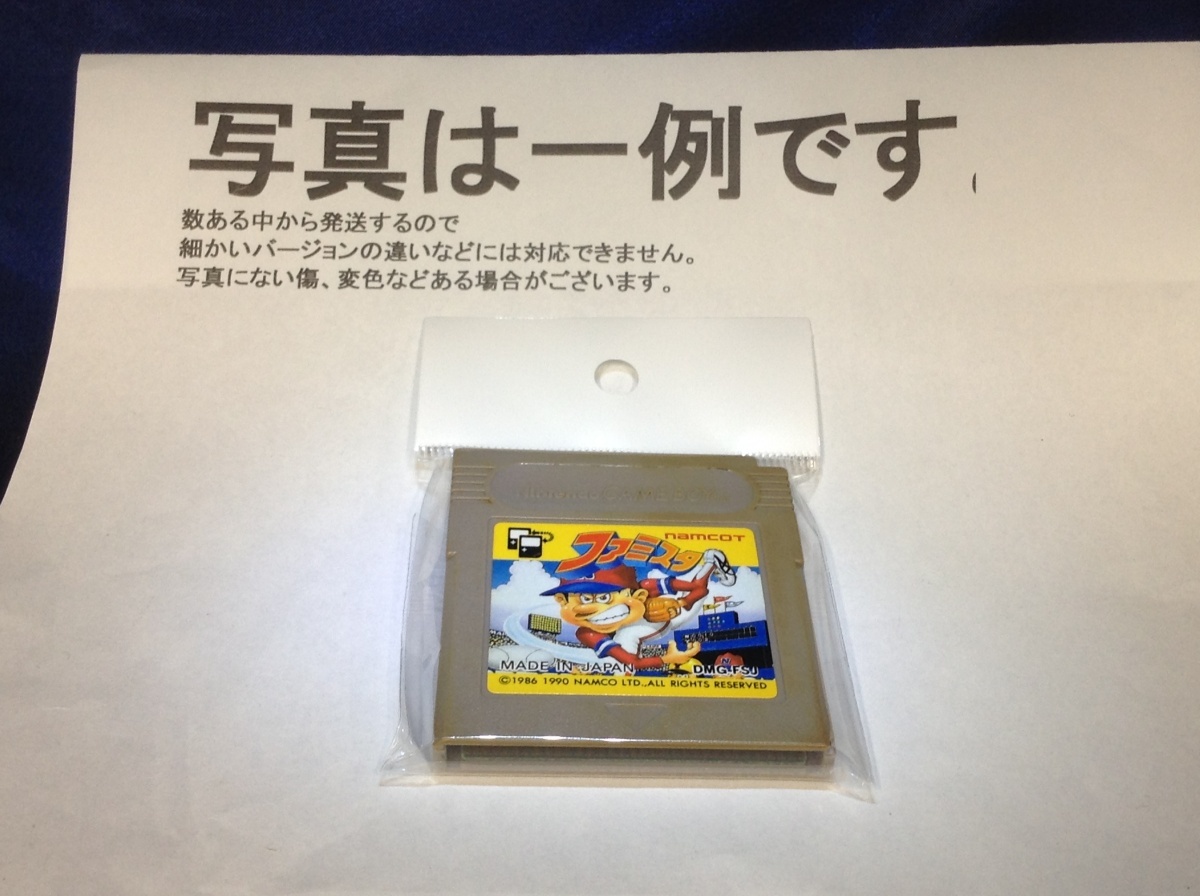 写真は一例です。
数ある中から発送するので
細かいバージョンの違いなどには対応できません。
写真にない傷、変色などある場合がございます。
Nintendo GAME BOY
namcot
ファミスタ
MADE IN JAPAN
DMG-FSJ
©1986 1990 NAMCO LTD.,ALL RIGHTS RESERVED